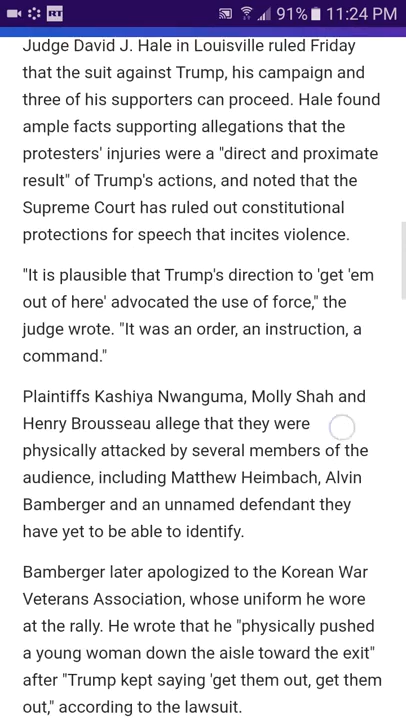 RT
91%
11:24 PM
Judge David J. Hale in Louisville ruled Friday
that the suit against Trump, his campaign and
three of his supporters can proceed. Hale found
ample facts supporting allegations that the
protesters' injuries were a "direct and proximate
result" of Trump's actions, and noted that the
Supreme Court has ruled out constitutional
protections for speech that incites violence.
"It is plausible that Trump's direction to 'get 'em
out of here' advocated the use of force," the
judge wrote. "It was an order, an instruction, a
command."
Plaintiffs Kashiya Nwanguma, Molly Shah and
Henry Brousseau allege that they were
physically attacked by several members of the
audience, including Matthew Heimbach, Alvin
Bamberger and an unnamed defendant they
have yet to be able to identify.
Bamberger later apologized to the Korean War
Veterans Association, whose uniform he wore
at the rally. He wrote that he "physically pushed
a young woman down the aisle toward the exit"
after "Trump kept saying 'get them out, get them
out," according to the lawsuit.